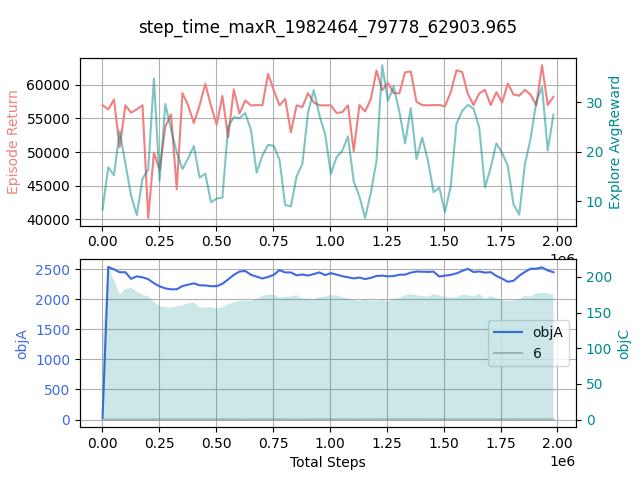 step_time_maxR_1982464_79778_62903.965
60000
55000
50000
45000
40000
Episode Return
30
20
10
Explore AvgReward
0.00 0.25 0.50 0.75 1.00 1.25 1.50 1.75 2.00
2500
2000
1500
1000
500
0
objA
200
150
100
50
0
objC
objA
6
0.00 0.25 0.50 0.75 1.00 1.25 1.50 1.75 2.00
Total Steps
1e6